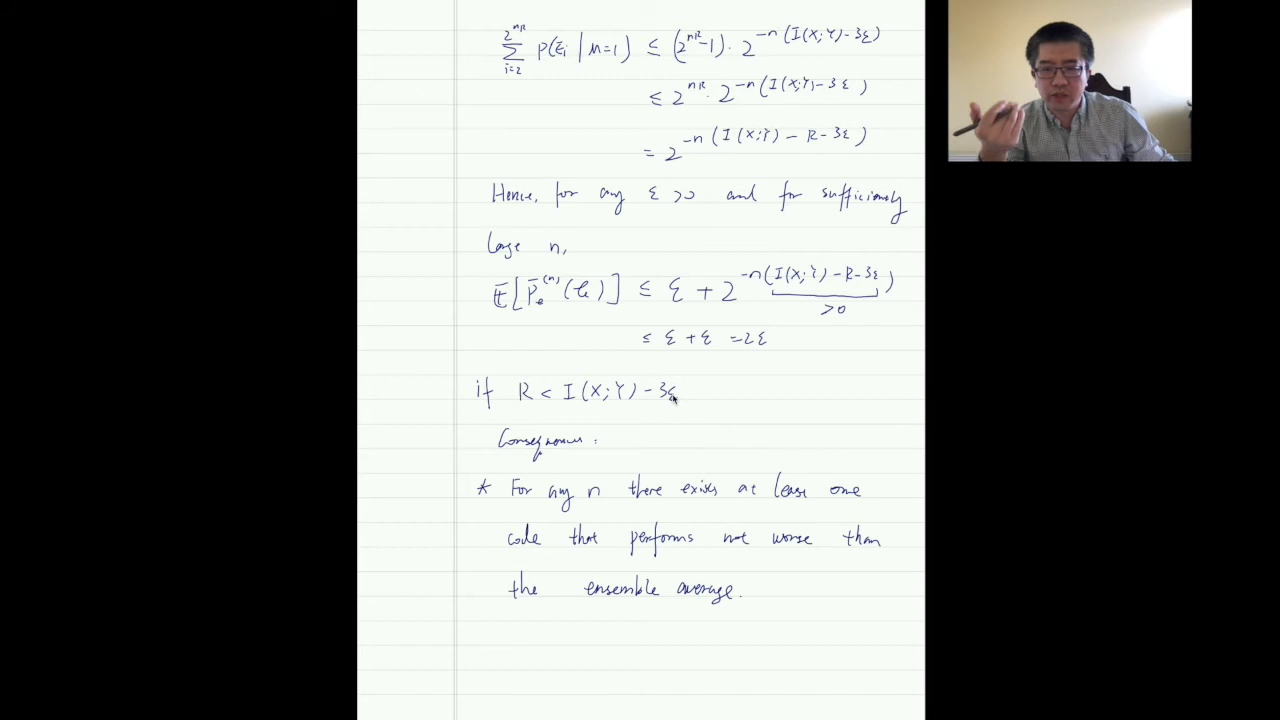 2^{nR} ∑_{i=2} P(E_i | M=1) ≤ (2^{nR}-1) · 2^{-n(I(X;Y)-3ε)}
≤ 2^{nR} · 2^{-n(I(X;Y)-3ε)}
= 2^{-n(I(X;Y) - R - 3ε)}
Hence, for any ε >0 and for sufficiently
large n,
E[P̄_e^{(n)}(C)] ≤ ε + 2^{-n(I(X;Y)-R-3ε)}
>0
≤ ε + ε = 2ε
if R < I(X;Y) - 3ε
Consequences:
* For any n there exists at least one
code that performs not worse than
the ensemble average.